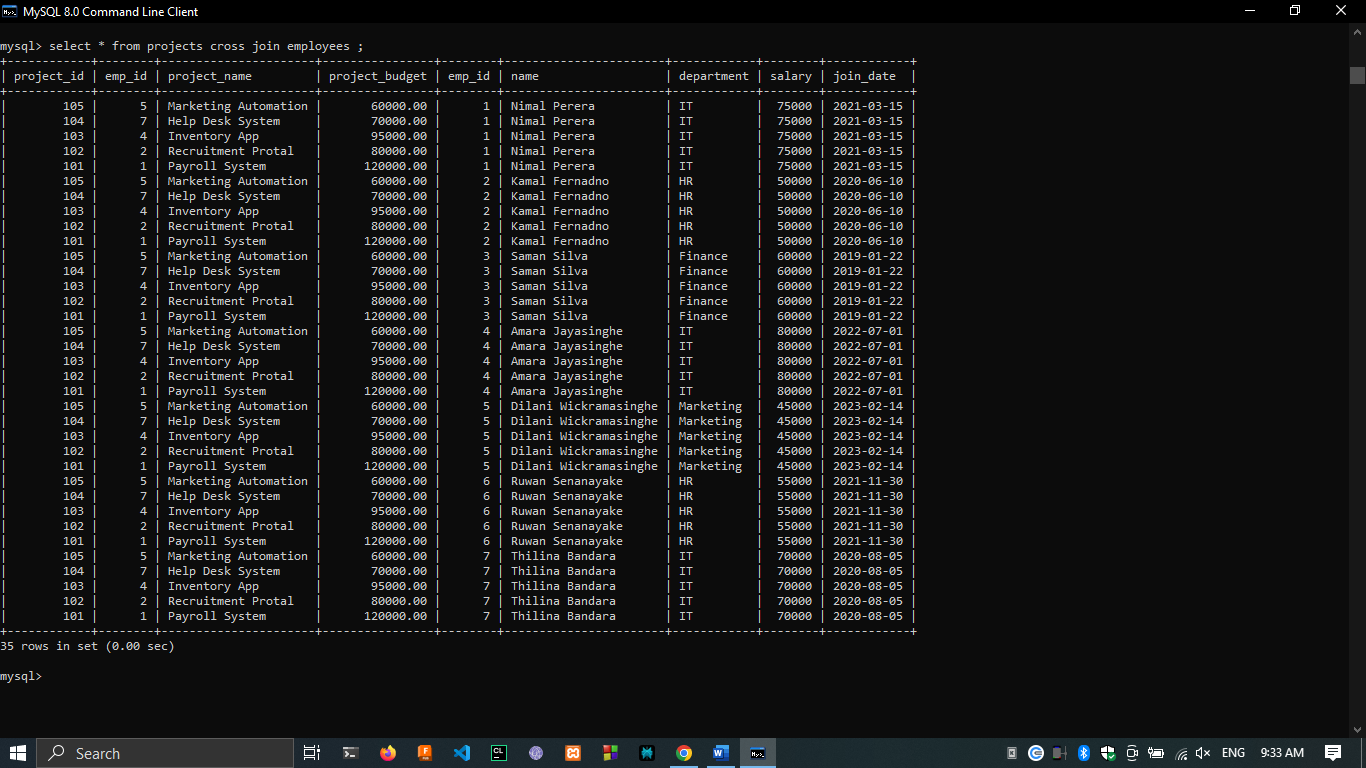 MySQL 8.0 Command Line Client
mysql> select * from projects cross join employees ;
+------------+--------+----------------------+----------------+--------+----------------------+------------+--------+------------+
| project_id | emp_id | project_name | project_budget | emp_id | name | department | salary | join_date |
+------------+--------+----------------------+----------------+--------+----------------------+------------+--------+------------+
| 105 | 5 | Marketing Automation | 60000.00 | 1 | Nimal Perera | IT | 75000 | 2021-03-15 |
| 104 | 7 | Help Desk System | 70000.00 | 1 | Nimal Perera | IT | 75000 | 2021-03-15 |
| 103 | 4 | Inventory App | 95000.00 | 1 | Nimal Perera | IT | 75000 | 2021-03-15 |
| 102 | 2 | Recruitment Protal | 80000.00 | 1 | Nimal Perera | IT | 75000 | 2021-03-15 |
| 101 | 1 | Payroll System | 120000.00 | 1 | Nimal Perera | IT | 75000 | 2021-03-15 |
| 105 | 5 | Marketing Automation | 60000.00 | 2 | Kamal Fernadno | HR | 50000 | 2020-06-10 |
| 104 | 7 | Help Desk System | 70000.00 | 2 | Kamal Fernadno | HR | 50000 | 2020-06-10 |
| 103 | 4 | Inventory App | 95000.00 | 2 | Kamal Fernadno | HR | 50000 | 2020-06-10 |
| 102 | 2 | Recruitment Protal | 80000.00 | 2 | Kamal Fernadno | HR | 50000 | 2020-06-10 |
| 101 | 1 | Payroll System | 120000.00 | 2 | Kamal Fernadno | HR | 50000 | 2020-06-10 |
| 105 | 5 | Marketing Automation | 60000.00 | 3 | Saman Silva | Finance | 60000 | 2019-01-22 |
| 104 | 7 | Help Desk System | 70000.00 | 3 | Saman Silva | Finance | 60000 | 2019-01-22 |
| 103 | 4 | Inventory App | 95000.00 | 3 | Saman Silva | Finance | 60000 | 2019-01-22 |
| 102 | 2 | Recruitment Protal | 80000.00 | 3 | Saman Silva | Finance | 60000 | 2019-01-22 |
| 101 | 1 | Payroll System | 120000.00 | 3 | Saman Silva | Finance | 60000 | 2019-01-22 |
| 105 | 5 | Marketing Automation | 60000.00 | 4 | Amara Jayasinghe | IT | 80000 | 2022-07-01 |
| 104 | 7 | Help Desk System | 70000.00 | 4 | Amara Jayasinghe | IT | 80000 | 2022-07-01 |
| 103 | 4 | Inventory App | 95000.00 | 4 | Amara Jayasinghe | IT | 80000 | 2022-07-01 |
| 102 | 2 | Recruitment Protal | 80000.00 | 4 | Amara Jayasinghe | IT | 80000 | 2022-07-01 |
| 101 | 1 | Payroll System | 120000.00 | 4 | Amara Jayasinghe | IT | 80000 | 2022-07-01 |
| 105 | 5 | Marketing Automation | 60000.00 | 5 | Dilani Wickramasinghe | Marketing | 45000 | 2023-02-14 |
| 104 | 7 | Help Desk System | 70000.00 | 5 | Dilani Wickramasinghe | Marketing | 45000 | 2023-02-14 |
| 103 | 4 | Inventory App | 95000.00 | 5 | Dilani Wickramasinghe | Marketing | 45000 | 2023-02-14 |
| 102 | 2 | Recruitment Protal | 80000.00 | 5 | Dilani Wickramasinghe | Marketing | 45000 | 2023-02-14 |
| 101 | 1 | Payroll System | 120000.00 | 5 | Dilani Wickramasinghe | Marketing | 45000 | 2023-02-14 |
| 105 | 5 | Marketing Automation | 60000.00 | 6 | Ruwan Senanayake | HR | 55000 | 2021-11-30 |
| 104 | 7 | Help Desk System | 70000.00 | 6 | Ruwan Senanayake | HR | 55000 | 2021-11-30 |
| 103 | 4 | Inventory App | 95000.00 | 6 | Ruwan Senanayake | HR | 55000 | 2021-11-30 |
| 102 | 2 | Recruitment Protal | 80000.00 | 6 | Ruwan Senanayake | HR | 55000 | 2021-11-30 |
| 101 | 1 | Payroll System | 120000.00 | 6 | Ruwan Senanayake | HR | 55000 | 2021-11-30 |
| 105 | 5 | Marketing Automation | 60000.00 | 7 | Thilina Bandara | IT | 70000 | 2020-08-05 |
| 104 | 7 | Help Desk System | 70000.00 | 7 | Thilina Bandara | IT | 70000 | 2020-08-05 |
| 103 | 4 | Inventory App | 95000.00 | 7 | Thilina Bandara | IT | 70000 | 2020-08-05 |
| 102 | 2 | Recruitment Protal | 80000.00 | 7 | Thilina Bandara | IT | 70000 | 2020-08-05 |
| 101 | 1 | Payroll System | 120000.00 | 7 | Thilina Bandara | IT | 70000 | 2020-08-05 |
+------------+--------+----------------------+----------------+--------+----------------------+------------+--------+------------+
35 rows in set (0.00 sec)
mysql>
Search ENG 9:33 AM